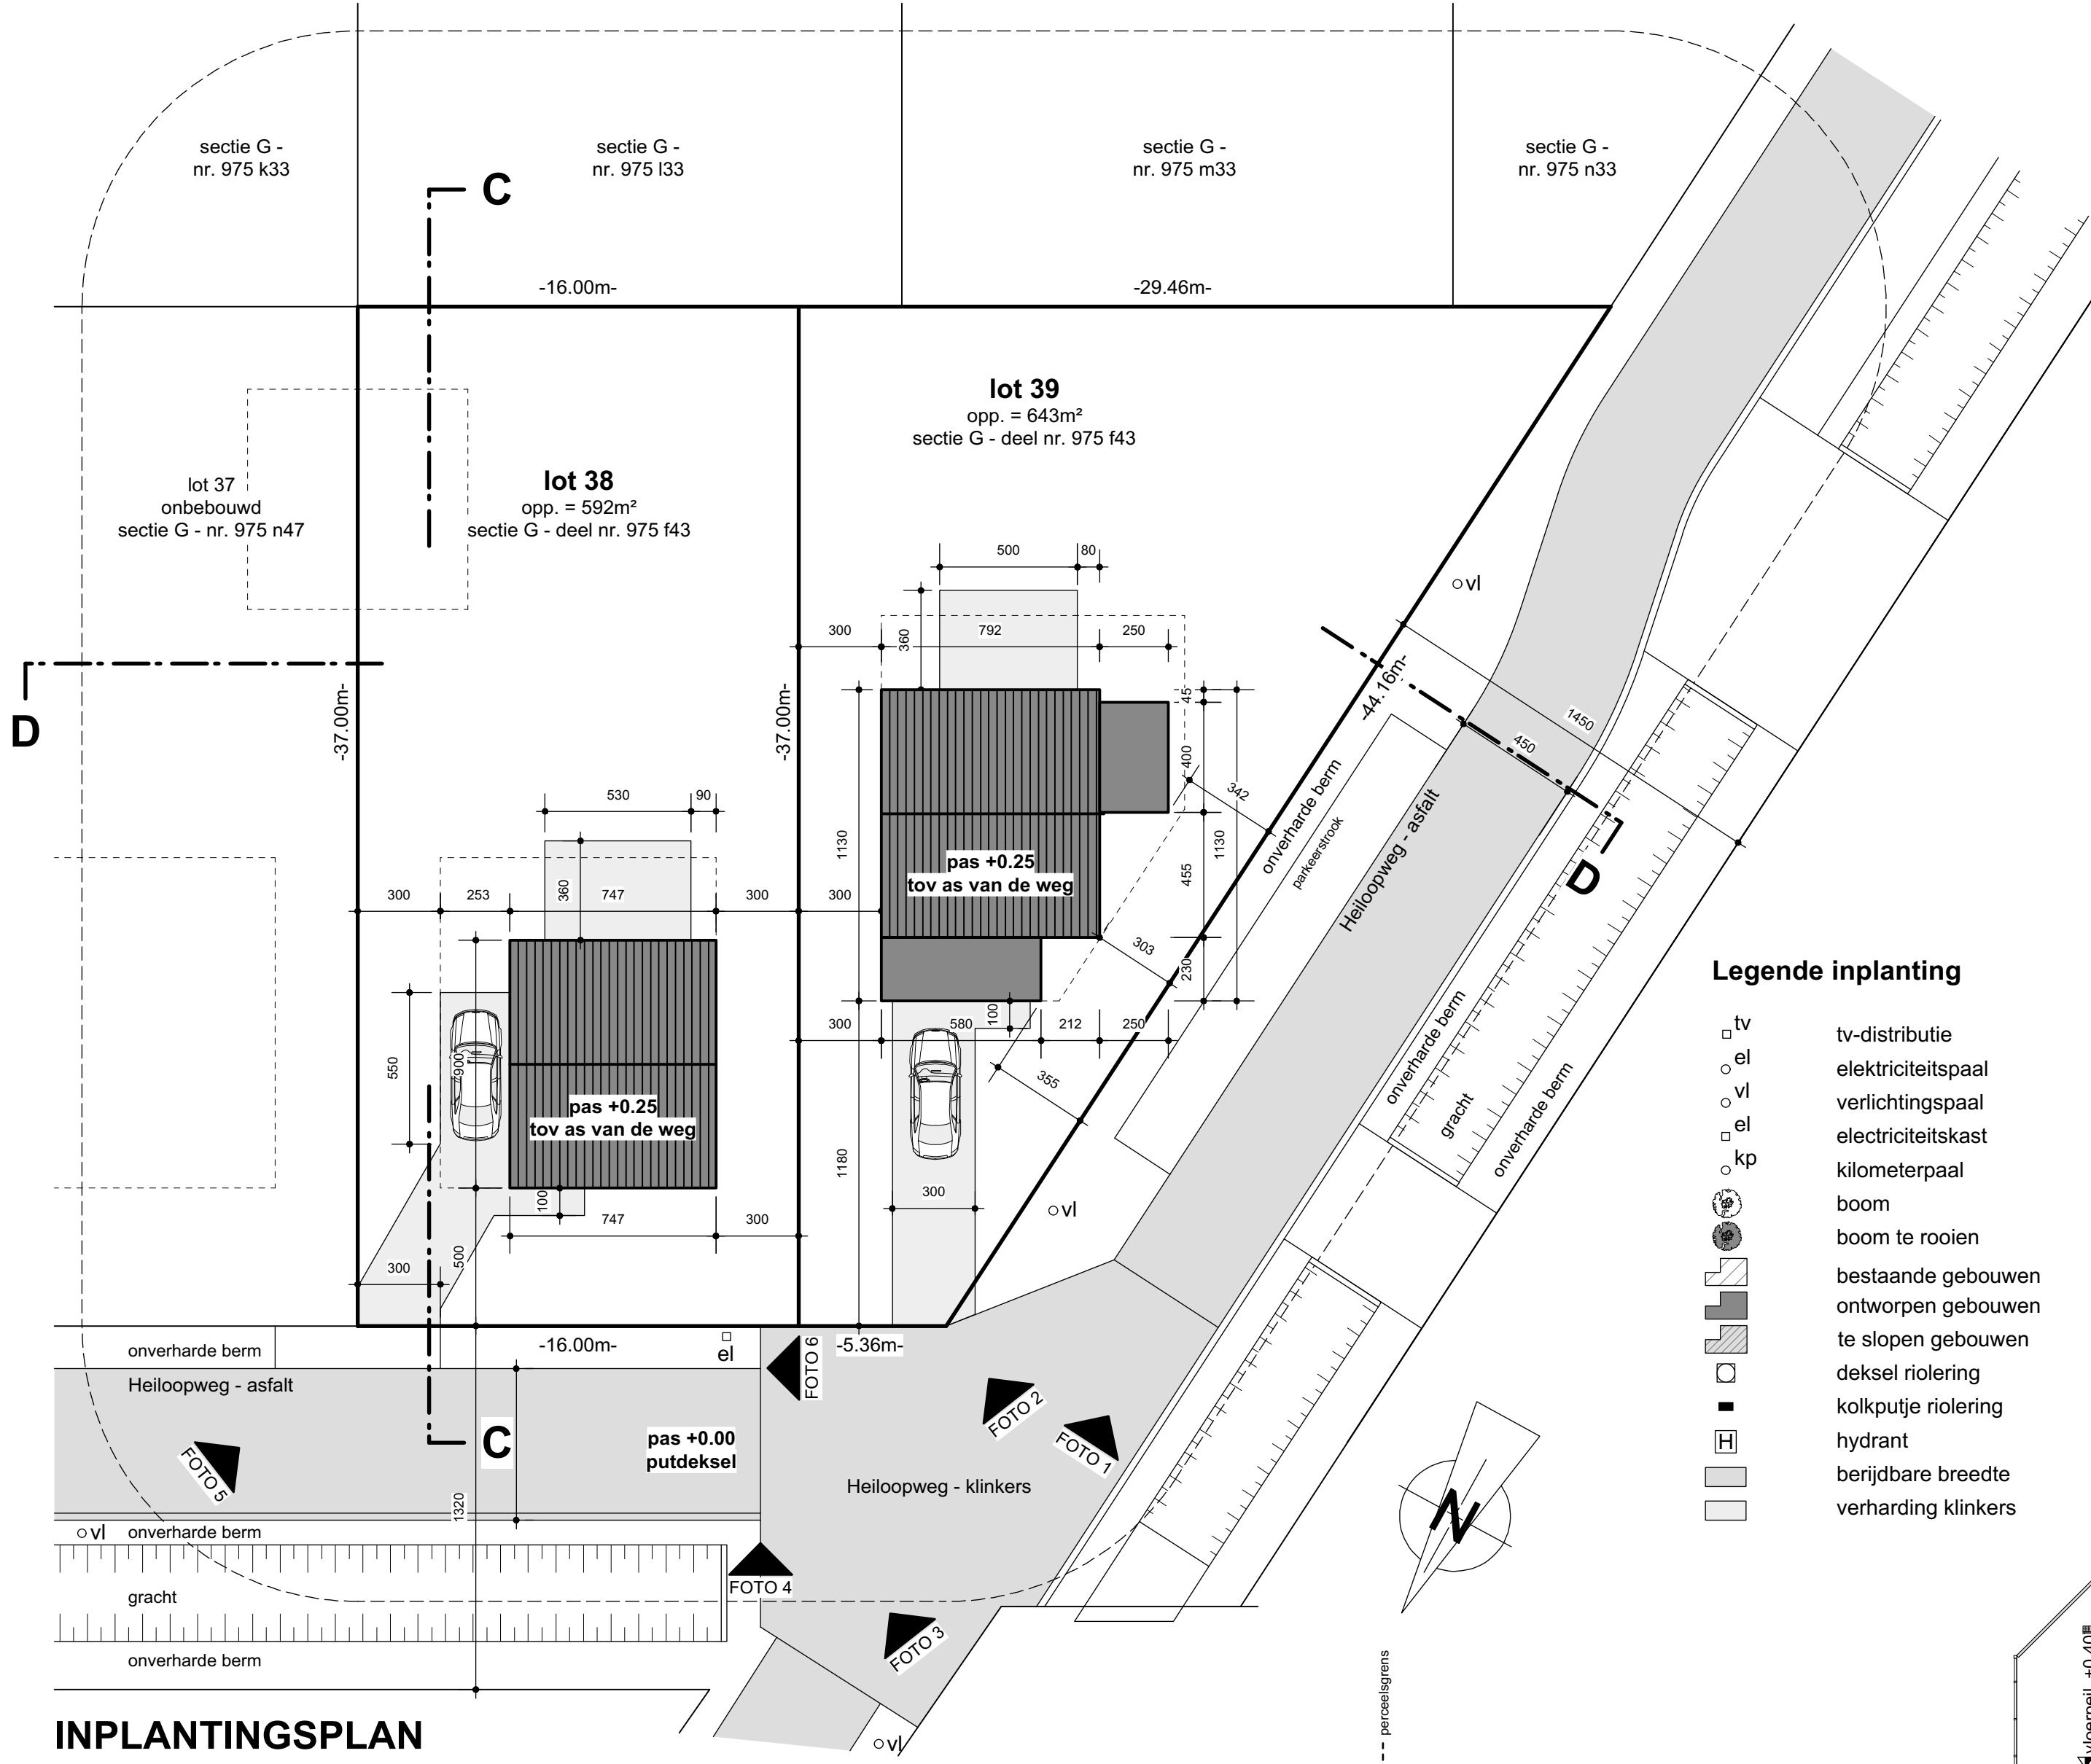 sectie G -
nr. 975 k33
sectie G -
nr. 975 l33
sectie G -
nr. 975 m33
sectie G -
nr. 975 n33
C
-16.00m-
-29.46m-
lot 39
opp. = 643m²
sectie G - deel nr. 975 f43
lot 37
onbebouwd
sectie G - nr. 975 n47
lot 38
opp. = 592m²
sectie G - deel nr. 975 f43
500
80
vl
300
360
792
250
D
-37.00m-
-37.00m-
-44.16m-
45
400
342
1130
1130
455
1450
450
530
90
360
300
253
747
300
300
pas +0.25
tov as van de weg
onverharde berm
parkeerstrook
Heiloopweg - asfalt
D
303
230
300
580
100
212
250
355
550
900
pas +0.25
tov as van de weg
1180
300
vl
100
747
300
500
300
onverharde berm
gracht
onverharde berm
-16.00m-
el
-5.36m-
onverharde berm
Heiloopweg - asfalt
C
pas +0.00
putdeksel
1320
FOTO 6
FOTO 2
FOTO 1
FOTO 5
Heiloopweg - klinkers
vl
onverharde berm
gracht
FOTO 4
FOTO 3
onverharde berm
vl
N
INPLANTINGSPLAN
Legende inplanting
tv
tv-distributie
el
elektriciteitspaal
vl
verlichtingspaal
el
electriciteitskast
kp
kilometerpaal
boom
boom te rooien
bestaande gebouwen
ontworpen gebouwen
te slopen gebouwen
deksel riolering
kolkputje riolering
H
hydrant
berijdbare breedte
verharding klinkers
perceelsgrens
vloerpeil +0.40